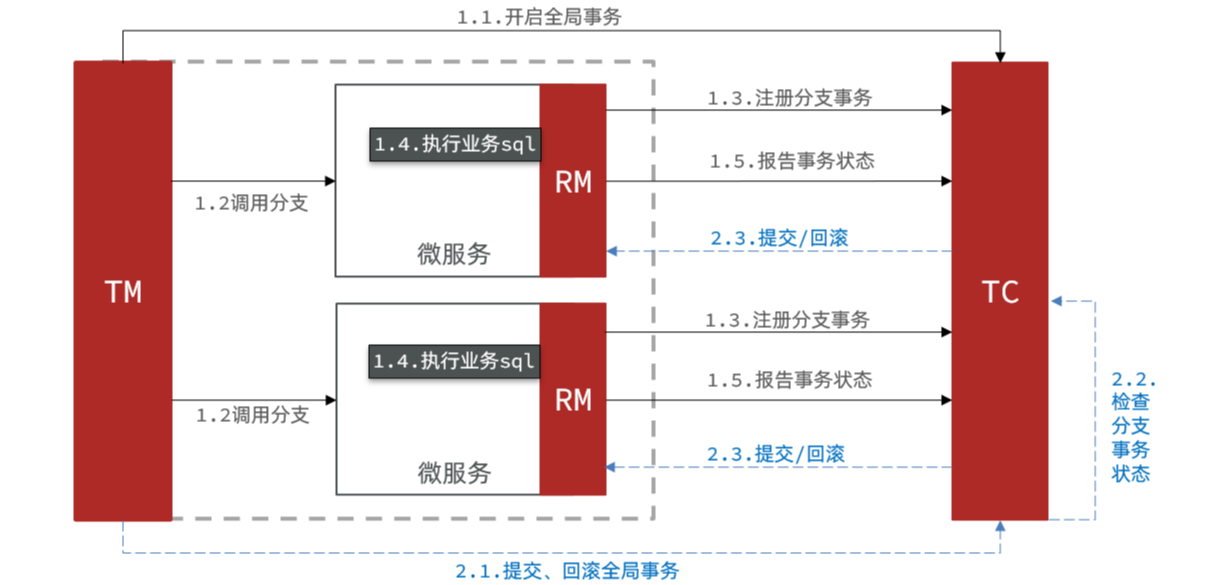 1.1.开启全局事务
1.3.注册分支事务
1.4.执行业务sql
1.5.报告事务状态
RM
1.2调用分支
2.3.提交/回滚
微服务
TM
TC
1.3.注册分支事务
1.4.执行业务sql
1.5.报告事务状态
RM
1.2调用分支
2.2.
检查
分支
事务
状态
2.3.提交/回滚
微服务
2.1.提交、回滚全局事务